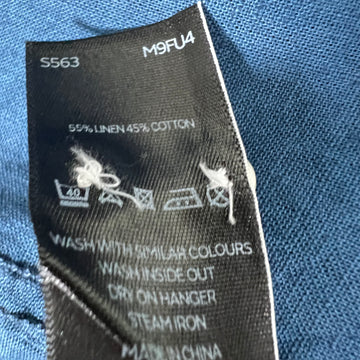 S563 M9FU4
55% LINEN 45% COTTON
40
WASH WITH SIMILAR COLOURS
WASH INSIDE OUT
DRY ON HANGER
STEAM IRON
MADE IN CHINA